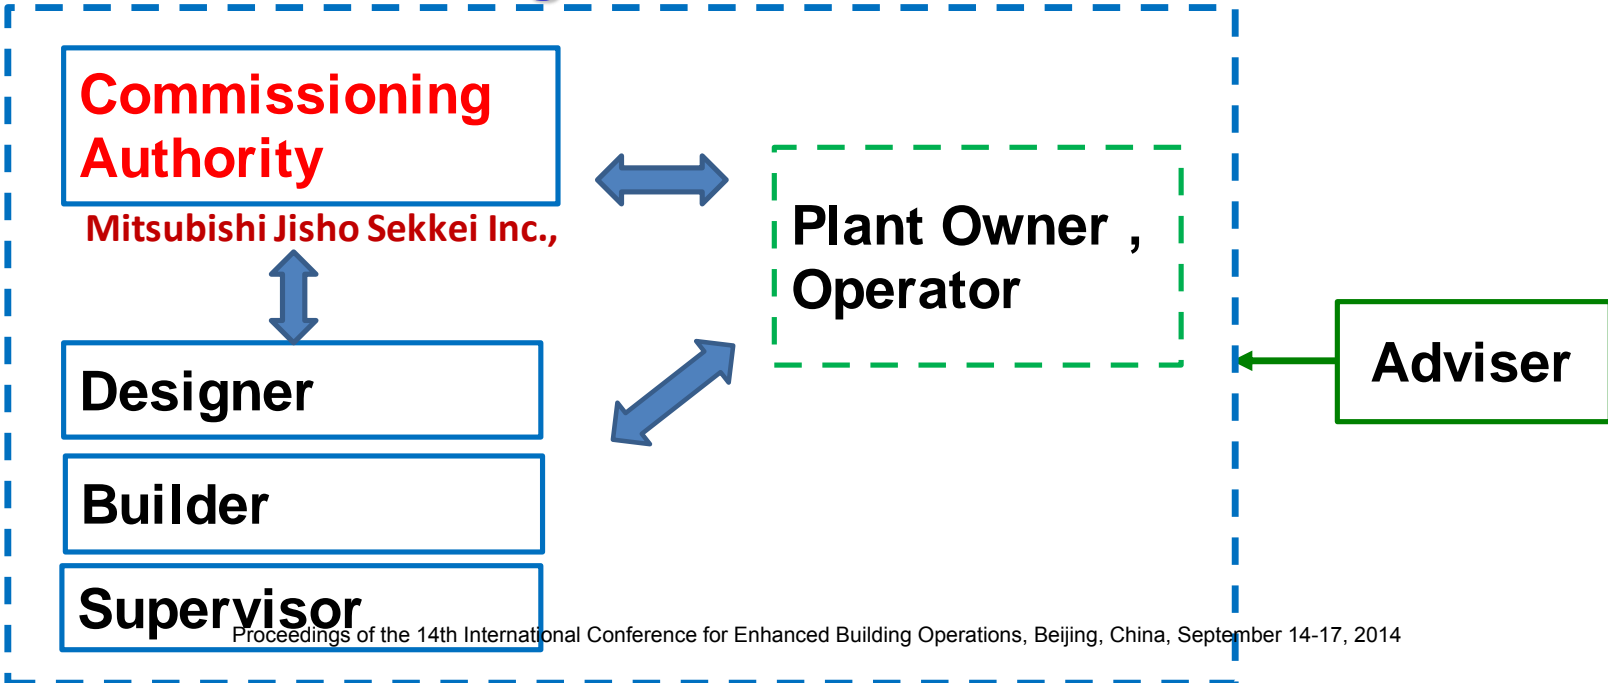 Commissioning
Authority
Mitsubishi Jisho Sekkei Inc.,
Plant Owner ,
Operator
Designer
Adviser
Builder
Supervisor
Proceedings of the 14th International Conference for Enhanced Building Operations, Beijing, China, September 14-17, 2014